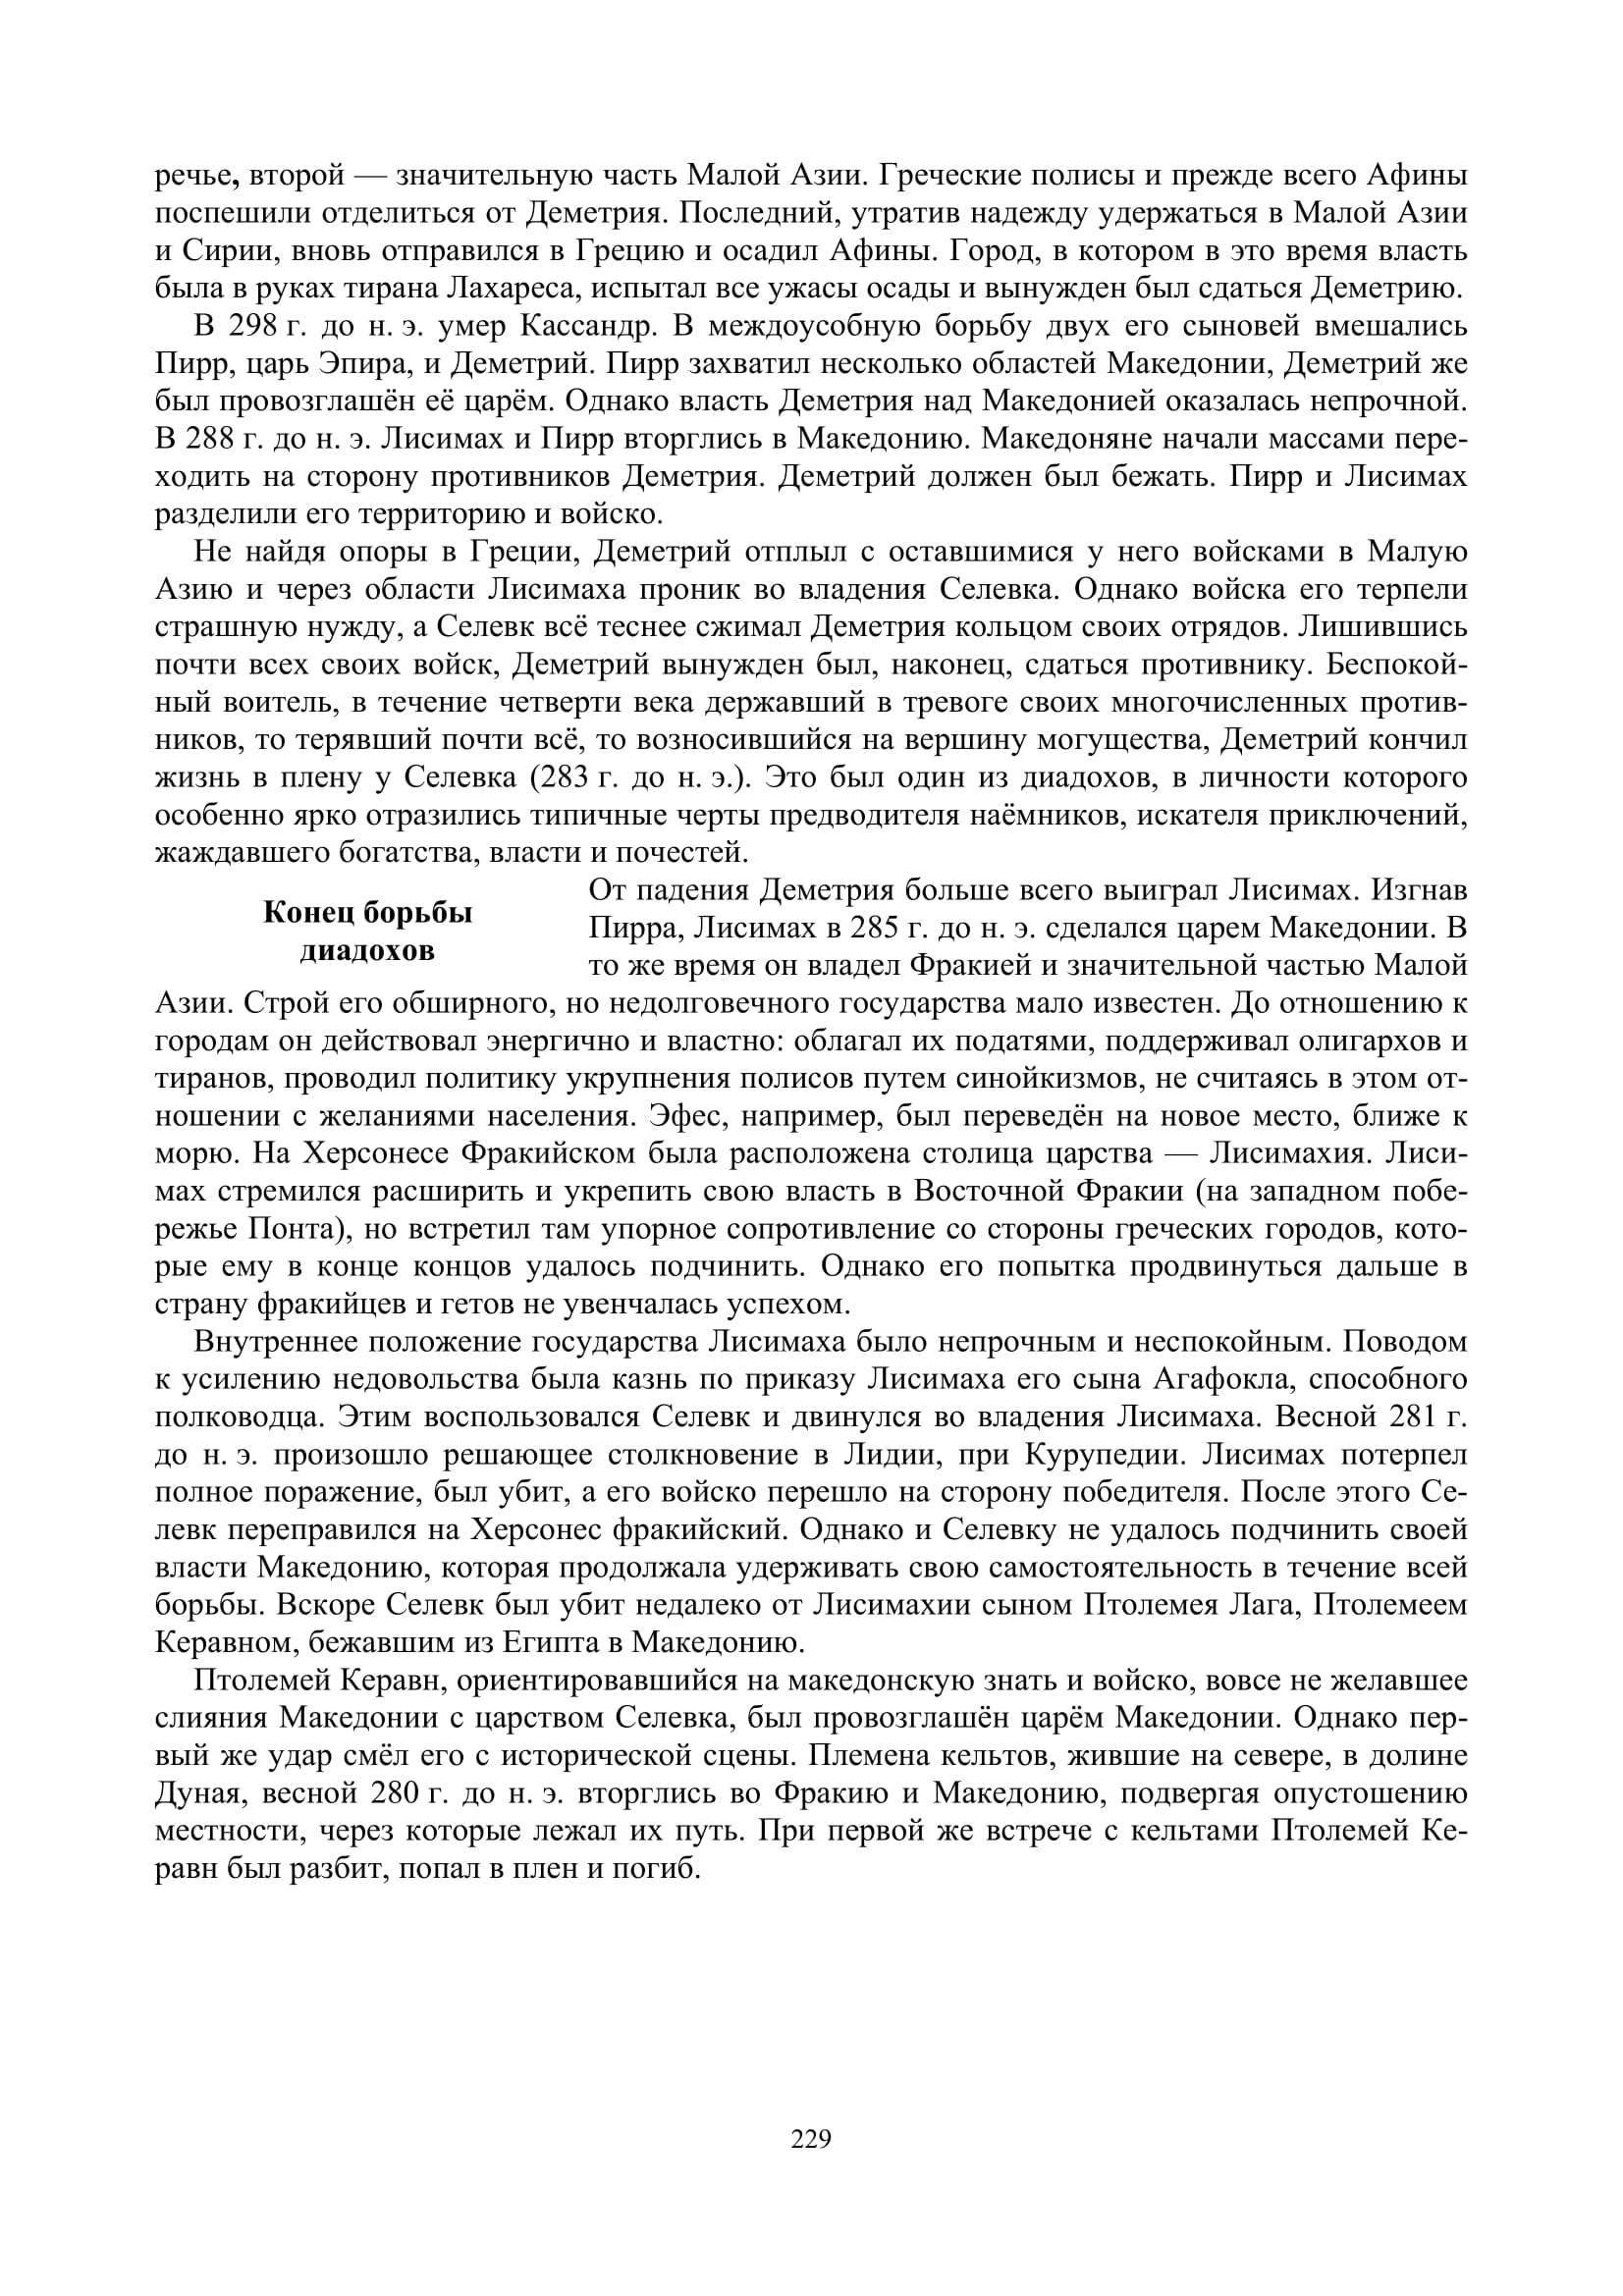 речье, второй — значительную часть Малой Азии. Греческие полисы и прежде всего Афины
поспешили отделиться от Деметрия. Последний, утратив надежду удержаться в Малой Азии
и Сирии, вновь отправился в Грецию и осадил Афины. Город, в котором в это время власть
была в руках тирана Лахареса, испытал все ужасы осады и вынужден был сдаться Деметрию.
В 298 г. до н. э. умер Кассандр. В междоусобную борьбу двух его сыновей вмешались
Пирр, царь Эпира, и Деметрий. Пирр захватил несколько областей Македонии, Деметрий же
был провозглашён её царём. Однако власть Деметрия над Македонией оказалась непрочной.
В 288 г. до н. э. Лисимах и Пирр вторглись в Македонию. Македоняне начали массами пере-
ходить на сторону противников Деметрия. Деметрий должен был бежать. Пирр и Лисимах
разделили его территорию и войско.
Не найдя опоры в Греции, Деметрий отплыл с оставшимися у него войсками в Малую
Азию и через области Лисимаха проник во владения Селевка. Однако войска его терпели
страшную нужду, а Селевк всё теснее сжимал Деметрия кольцом своих отрядов. Лишившись
почти всех своих войск, Деметрий вынужден был, наконец, сдаться противнику. Беспокой-
ный воитель, в течение четверти века державший в тревоге своих многочисленных против-
ников, то терявший почти всё, то возносившийся на вершину могущества, Деметрий кончил
жизнь в плену у Селевка (283 г. до н. э.). Это был один из диадохов, в личности которого
особенно ярко отразились типичные черты предводителя наёмников, искателя приключений,
жаждавшего богатства, власти и почестей.
Конец борьбы
диадохов
От падения Деметрия больше всего выиграл Лисимах. Изгнав
Пирра, Лисимах в 285 г. до н. э. сделался царем Македонии. В
то же время он владел Фракией и значительной частью Малой
Азии. Строй его обширного, но недолговечного государства мало известен. До отношению к
городам он действовал энергично и властно: облагал их податями, поддерживал олигархов и
тиранов, проводил политику укрупнения полисов путем синойкизмов, не считаясь в этом от-
ношении с желаниями населения. Эфес, например, был переведён на новое место, ближе к
морю. На Херсонесе Фракийском была расположена столица царства — Лисимахия. Лиси-
мах стремился расширить и укрепить свою власть в Восточной Фракии (на западном побе-
режье Понта), но встретил там упорное сопротивление со стороны греческих городов, кото-
рые ему в конце концов удалось подчинить. Однако его попытка продвинуться дальше в
страну фракийцев и гетов не увенчалась успехом.
Внутреннее положение государства Лисимаха было непрочным и неспокойным. Поводом
к усилению недовольства была казнь по приказу Лисимаха его сына Агафокла, способного
полководца. Этим воспользовался Селевк и двинулся во владения Лисимаха. Весной 281 г.
до н. э. произошло решающее столкновение в Лидии, при Курупедии. Лисимах потерпел
полное поражение, был убит, а его войско перешло на сторону победителя. После этого Се-
левк переправился на Херсонес фракийский. Однако и Селевку не удалось подчинить своей
власти Македонию, которая продолжала удерживать свою самостоятельность в течение всей
борьбы. Вскоре Селевк был убит недалеко от Лисимахии сыном Птолемея Лага, Птолемеем
Керавном, бежавшим из Египта в Македонию.
Птолемей Керавн, ориентировавшийся на македонскую знать и войско, вовсе не желавшее
слияния Македонии с царством Селевка, был провозглашён царём Македонии. Однако пер-
вый же удар смёл его с исторической сцены. Племена кельтов, жившие на севере, в долине
Дуная, весной 280 г. до н. э. вторглись во Фракию и Македонию, подвергая опустошению
местности, через которые лежал их путь. При первой же встрече с кельтами Птолемей Ке-
равн был разбит, попал в плен и погиб.
229